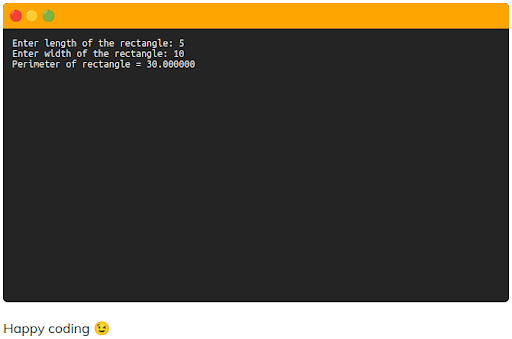 Enter length of the rectangle: 5
Enter width of the rectangle: 10
Perimeter of rectangle = 30.000000
Happy coding 😉